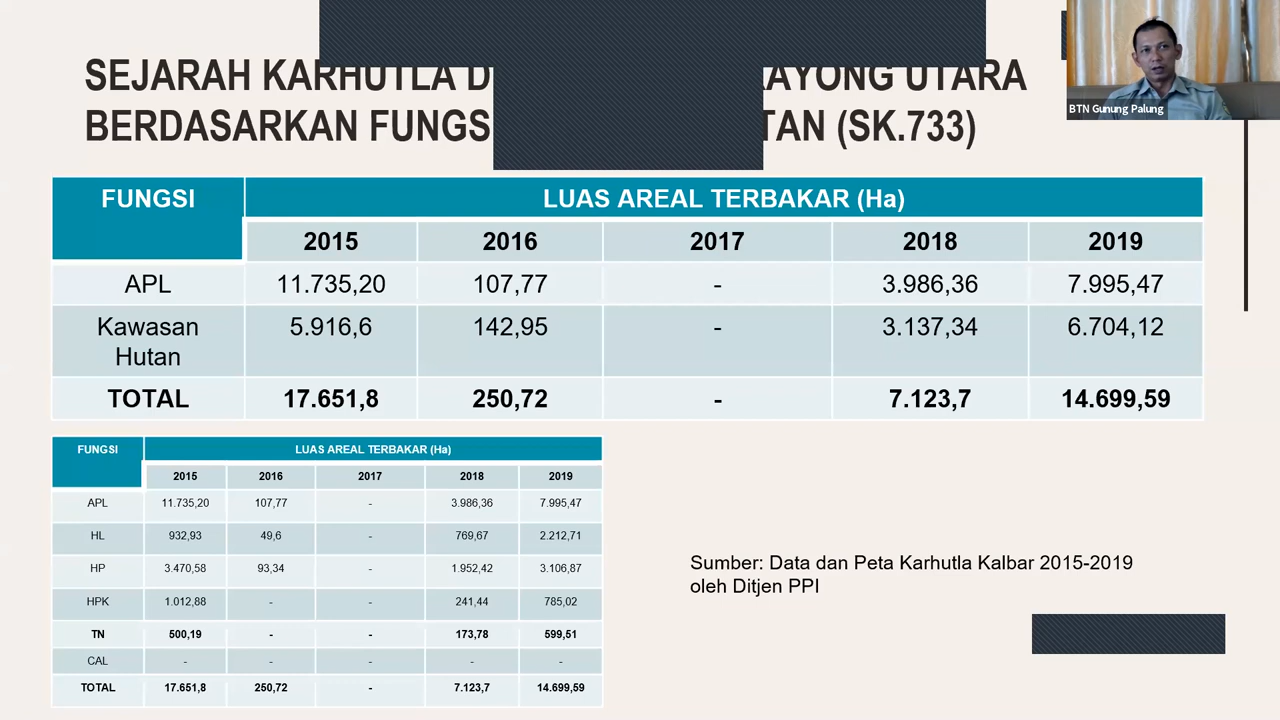 SEJARAH KARHUTLA D AYONG UTARA
BERDASARKAN FUNGS TAN (SK.733)
BTN Gunung Palung
FUNGSI LUAS AREAL TERBAKAR (Ha)
2015 2016 2017 2018 2019
APL 11.735,20 107,77 - 3.986,36 7.995,47
Kawasan
Hutan 5.916,6 142,95 - 3.137,34 6.704,12
TOTAL 17.651,8 250,72 - 7.123,7 14.699,59
FUNGSI LUAS AREAL TERBAKAR (Ha)
2015 2016 2017 2018 2019
APL 11.735,20 107,77 - 3.986,36 7.995,47
HL 932,93 49,6 - 769,67 2.212,71
HP 3.470,58 93,34 - 1.952,42 3.106,87
HPK 1.012,88 - - 241,44 785,02
TN 500,19 - - 173,78 599,51
CAL - - - - -
TOTAL 17.651,8 250,72 - 7.123,7 14.699,59
Sumber: Data dan Peta Karhutla Kalbar 2015-2019
oleh Ditjen PPI